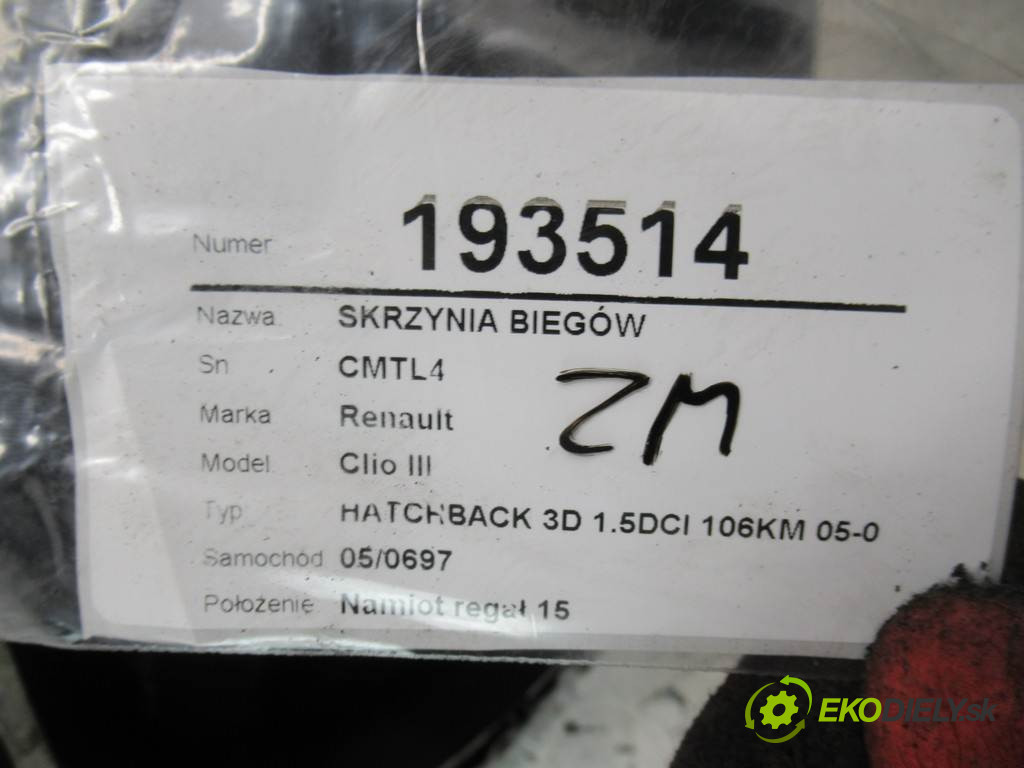 Numer 193514
Nazwa SKRZYNIA BIEGÓW
Sn CMTL4
Marka Renault
Model Clio III
Typ HATCHBACK 3D 1.5DCI 106KM 05-0
Samochód 05/0697
Położenie Namiot regał 15
ZM
EKODIELY.sk